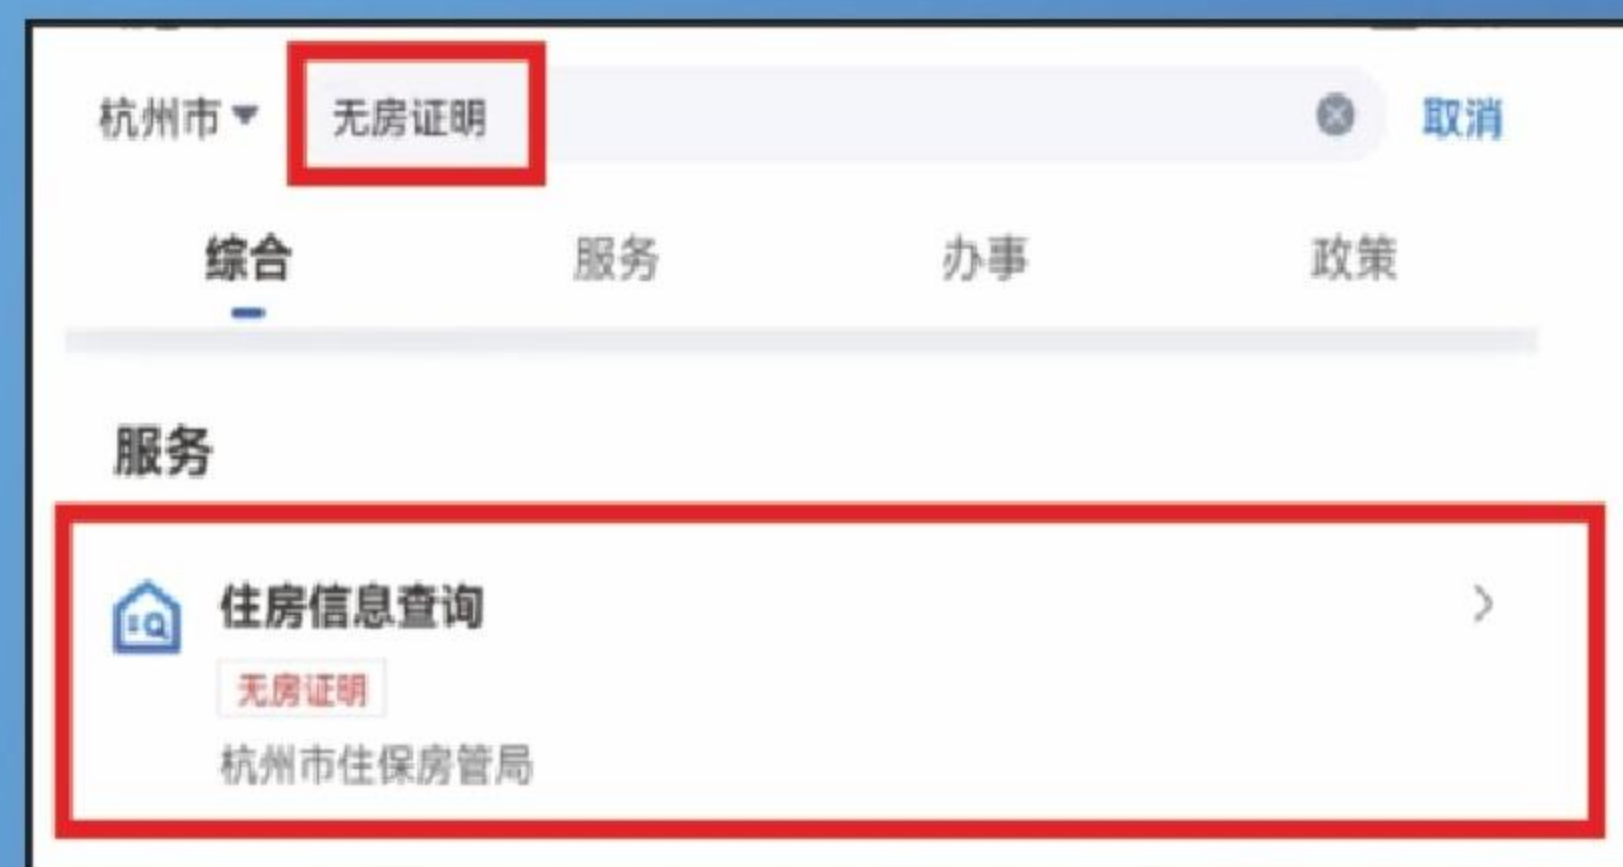 杭州市 无房证明 取消
综合 服务 办事 政策
服务
住房信息查询
无房证明
杭州市住保房管局